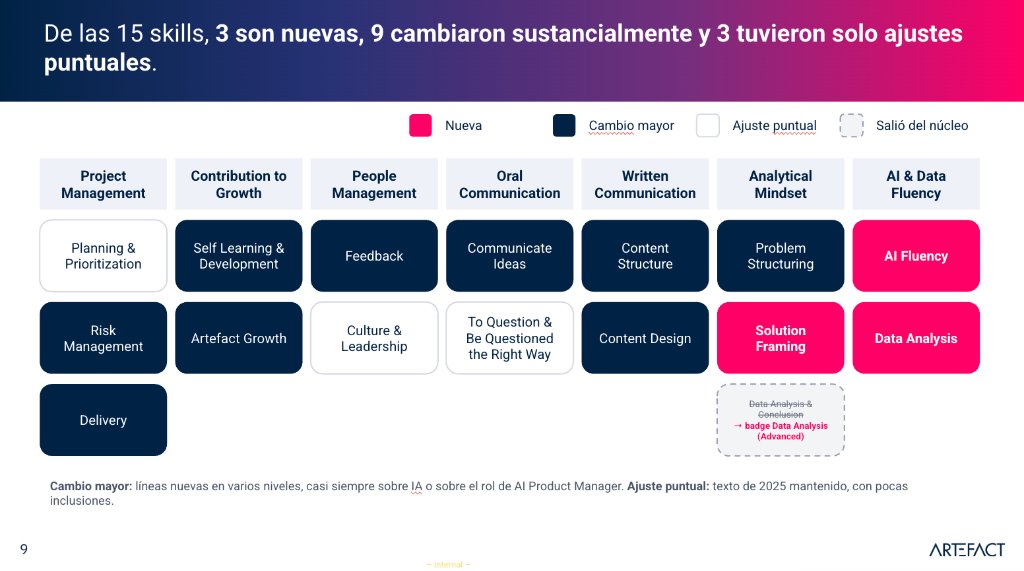 De las 15 skills, 3 son nuevas, 9 cambiaron sustancialmente y 3 tuvieron solo ajustes
puntuales.
Nueva
Cambio mayor
Ajuste puntual
Salió del núcleo
Project
Management
Contribution to
Growth
People
Management
Oral
Communication
Written
Communication
Analytical
Mindset
AI & Data
Fluency
Planning &
Prioritization
Self Learning &
Development
Feedback
Communicate
Ideas
Content
Structure
Problem
Structuring
AI Fluency
Risk
Management
Artefact Growth
Culture &
Leadership
To Question &
Be Questioned
the Right Way
Content Design
Solution
Framing
Data Analysis
Delivery
Data Analysis &
Conclusion
→ badge Data Analysis
(Advanced)
Cambio mayor: líneas nuevas en varios niveles, casi siempre sobre IA o sobre el rol de AI Product Manager. Ajuste puntual: texto de 2025 mantenido, con pocas
inclusiones.
9
ARTEFACT
– Internal –